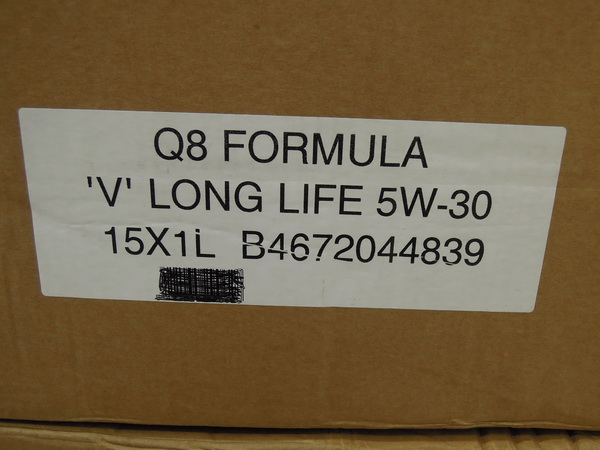 Q8 FORMULA
'V' LONG LIFE 5W-30
15X1L B4672044839